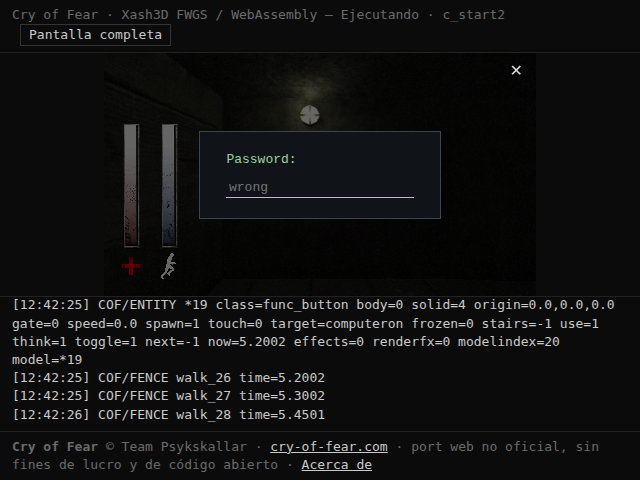 Cry of Fear · Xash3D FWGS / WebAssembly — Ejecutando · c_start2
Pantalla completa
×
Password:
wrong
[12:42:25] COF/ENTITY *19 class=func_button body=0 solid=4 origin=0.0,0.0,0.0
gate=0 speed=0.0 spawn=1 touch=0 target=computeron frozen=0 stairs=-1 use=1
think=1 toggle=1 next=-1 now=5.2002 effects=0 renderfx=0 modelindex=20
model=*19
[12:42:25] COF/FENCE walk_26 time=5.2002
[12:42:25] COF/FENCE walk_27 time=5.3002
[12:42:26] COF/FENCE walk_28 time=5.4501
Cry of Fear © Team Psykskallar · cry-of-fear.com · port web no oficial, sin
fines de lucro y de código abierto · Acerca de